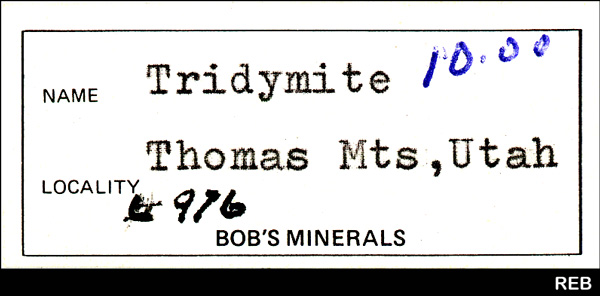 NAME Tridymite 10.00
LOCALITY Thomas Mts,Utah
976
BOB'S MINERALS
REB